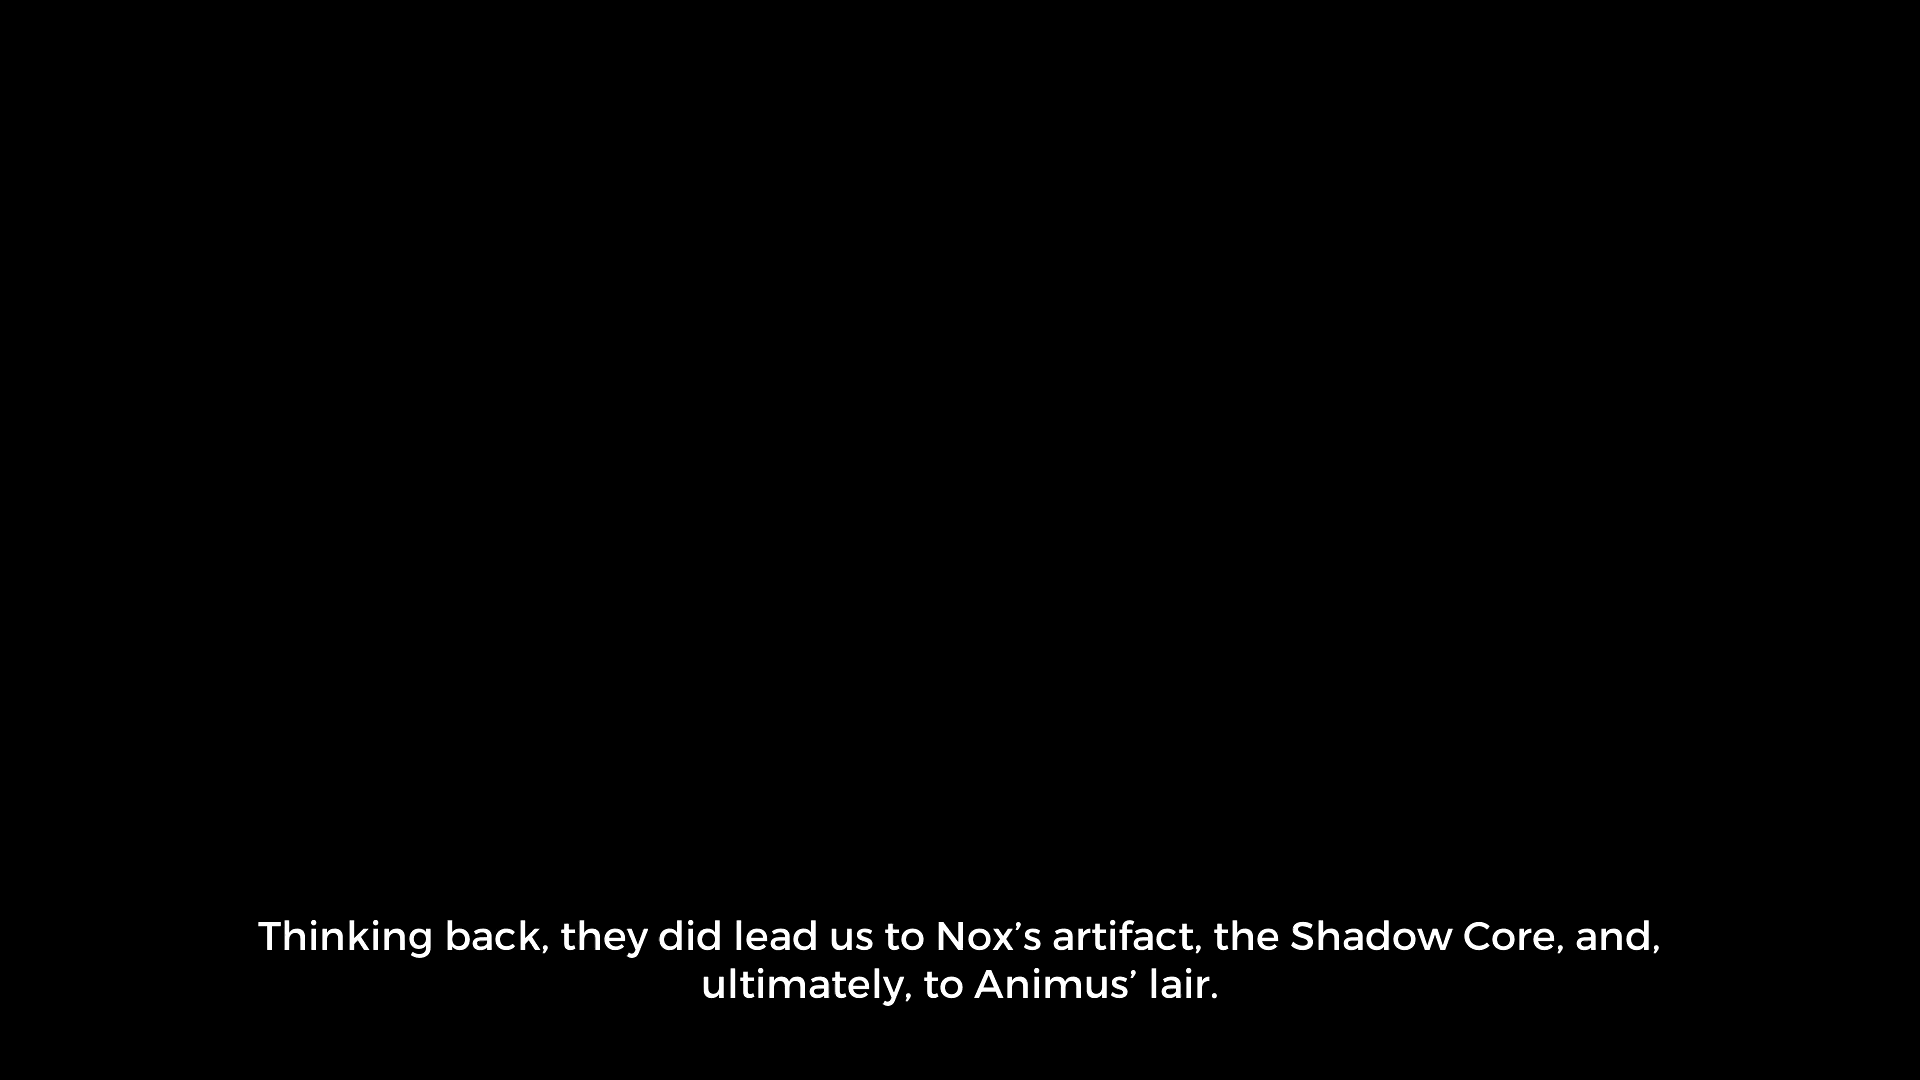 Thinking back, they did lead us to Nox’s artifact, the Shadow Core, and,
ultimately, to Animus’ lair.